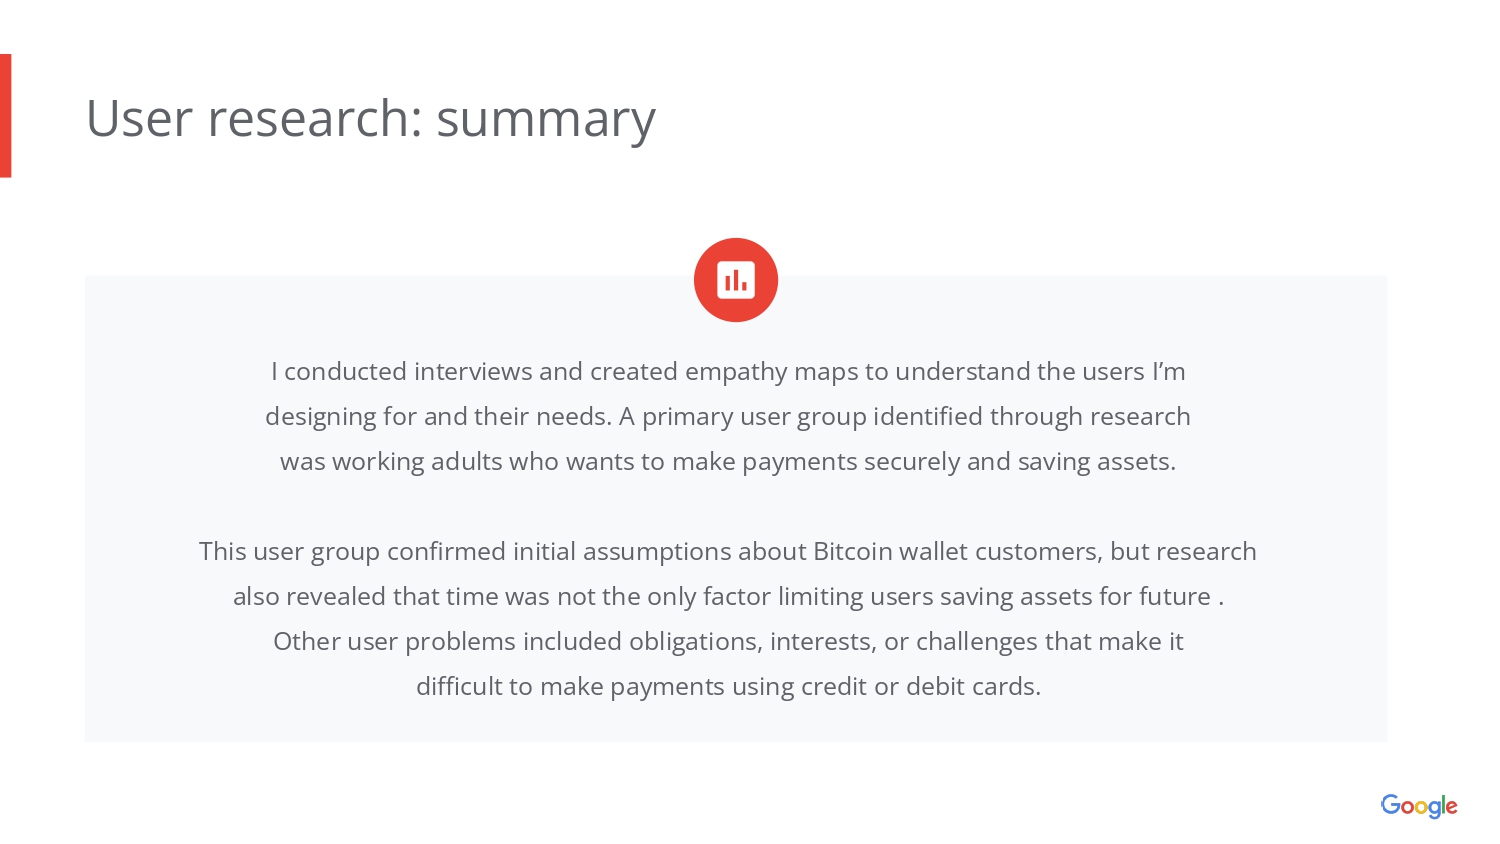 User research: summary
I conducted interviews and created empathy maps to understand the users I’m
designing for and their needs. A primary user group identified through research
was working adults who wants to make payments securely and saving assets.
This user group confirmed initial assumptions about Bitcoin wallet customers, but research
also revealed that time was not the only factor limiting users saving assets for future .
Other user problems included obligations, interests, or challenges that make it
difficult to make payments using credit or debit cards.
Google